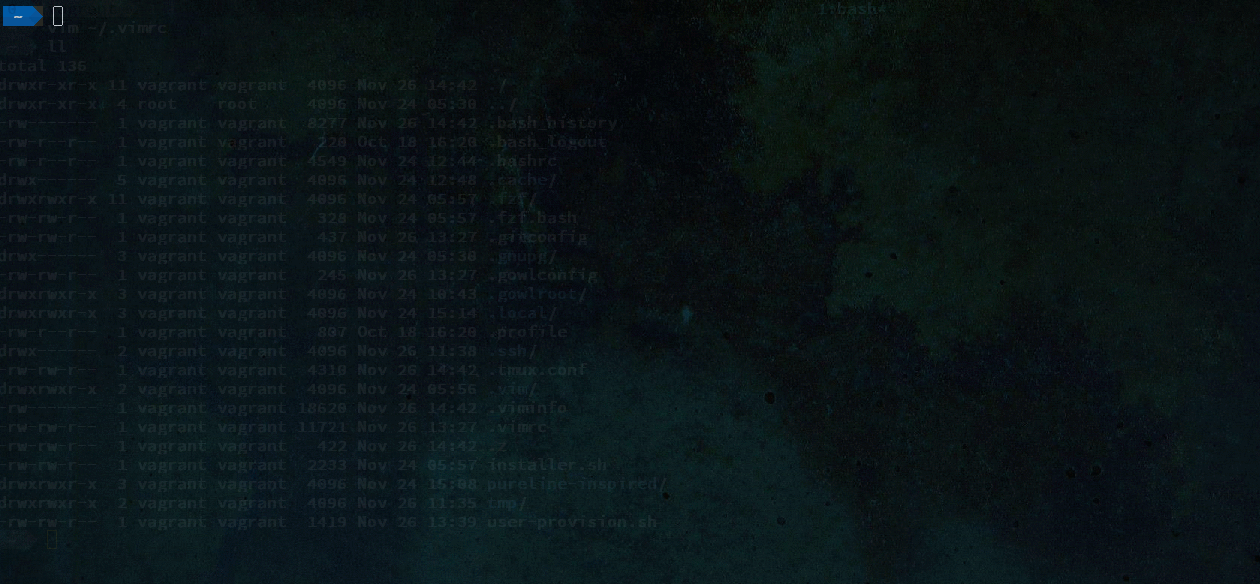 ~
1:bash*
vim ~/.vimrc
~ ll
total 136
drwxr-xr-x 11 vagrant vagrant 4096 Nov 26 14:42 ./
drwxr-xr-x 4 root root 4096 Nov 24 05:30 ../
-rw------- 1 vagrant vagrant 8277 Nov 26 14:42 .bash_history
-rw-r--r-- 1 vagrant vagrant 220 Oct 18 16:20 .bash_logout
-rw-r--r-- 1 vagrant vagrant 4549 Nov 24 12:44 .bashrc
drwx------ 5 vagrant vagrant 4096 Nov 24 12:48 .cache/
drwxrwxr-x 11 vagrant vagrant 4096 Nov 24 05:57 .fzf/
-rw-rw-r-- 1 vagrant vagrant 328 Nov 24 05:57 .fzf.bash
-rw-rw-r-- 1 vagrant vagrant 437 Nov 26 13:27 .gitconfig
drwx------ 3 vagrant vagrant 4096 Nov 24 05:36 .gnupg/
-rw-rw-r-- 1 vagrant vagrant 245 Nov 26 13:27 .gowlconfig
drwxrwxr-x 3 vagrant vagrant 4096 Nov 24 10:43 .gowlroot/
drwxrwxr-x 3 vagrant vagrant 4096 Nov 24 15:14 .local/
-rw-r--r-- 1 vagrant vagrant 807 Oct 18 16:20 .profile
drwx------ 2 vagrant vagrant 4096 Nov 26 11:30 .ssh/
-rw-rw-r-- 1 vagrant vagrant 4310 Nov 26 14:42 .tmux.conf
drwxrwxr-x 2 vagrant vagrant 4096 Nov 24 05:56 .vim/
-rw------- 1 vagrant vagrant 18620 Nov 26 14:42 .viminfo
-rw-rw-r-- 1 vagrant vagrant 11721 Nov 26 13:27 .vimrc
-rw-rw-r-- 1 vagrant vagrant 422 Nov 26 14:42 .z
-rw-rw-r-- 1 vagrant vagrant 2233 Nov 24 05:57 installer.sh
drwxrwxr-x 3 vagrant vagrant 4096 Nov 24 15:08 pureline-inspired/
drwxrwxr-x 2 vagrant vagrant 4096 Nov 26 11:35 tmp/
-rw-rw-r-- 1 vagrant vagrant 1419 Nov 26 13:39 user-provision.sh